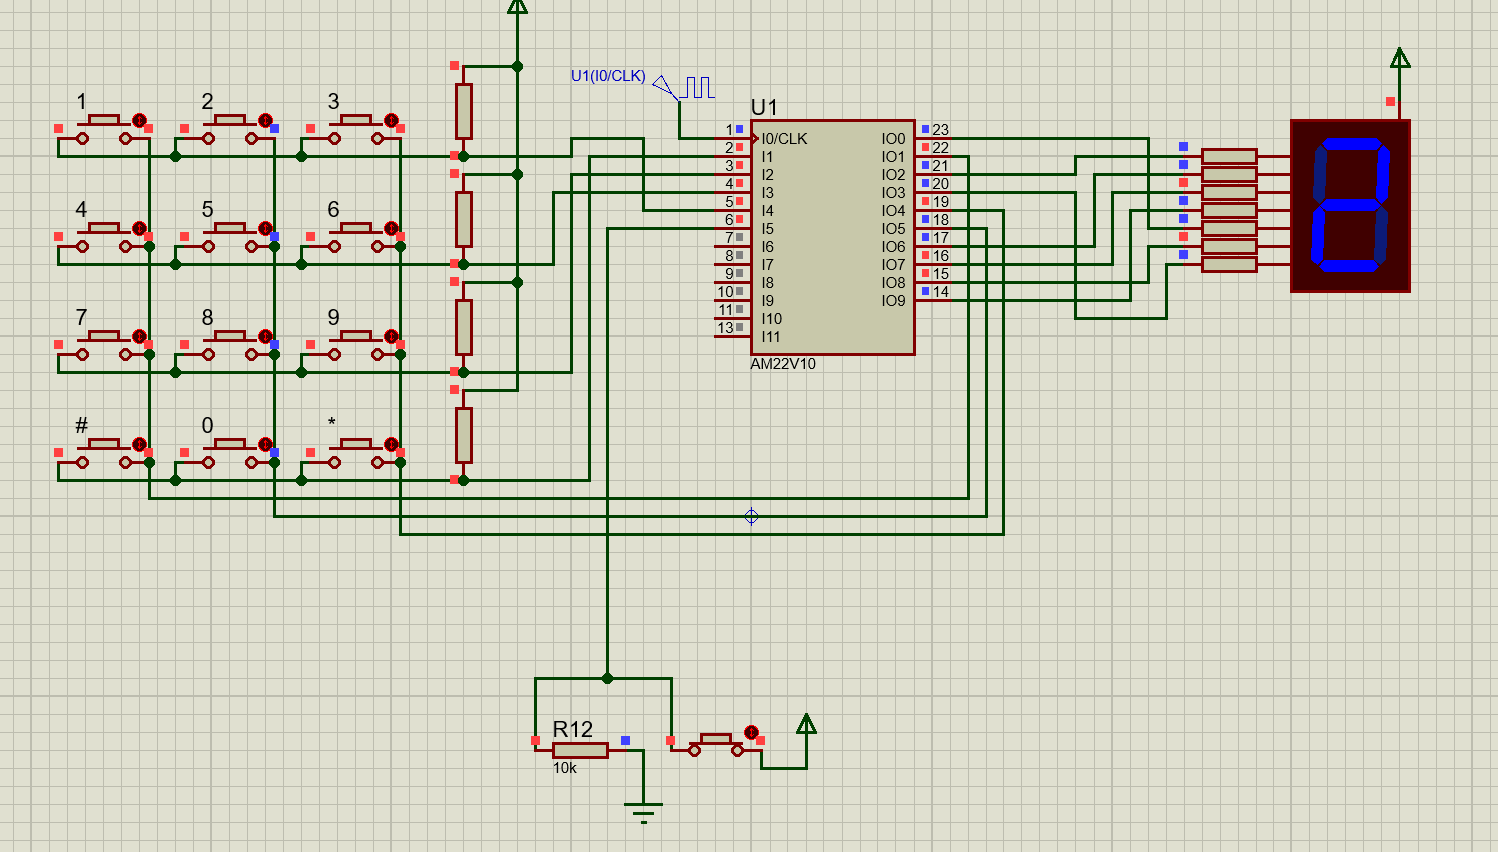 1 2 3
4 5 6
7 8 9
# 0 *
U1(I0/CLK)
U1
1 I0/CLK IO0 23
2 I1 IO1 22
3 I2 IO2 21
4 I3 IO3 20
5 I4 IO4 19
6 I5 IO5 18
7 I6 IO6 17
8 I7 IO7 16
9 I8 IO8 15
10 I9 IO9 14
11 I10
13 I11
AM22V10
2
R12
10k